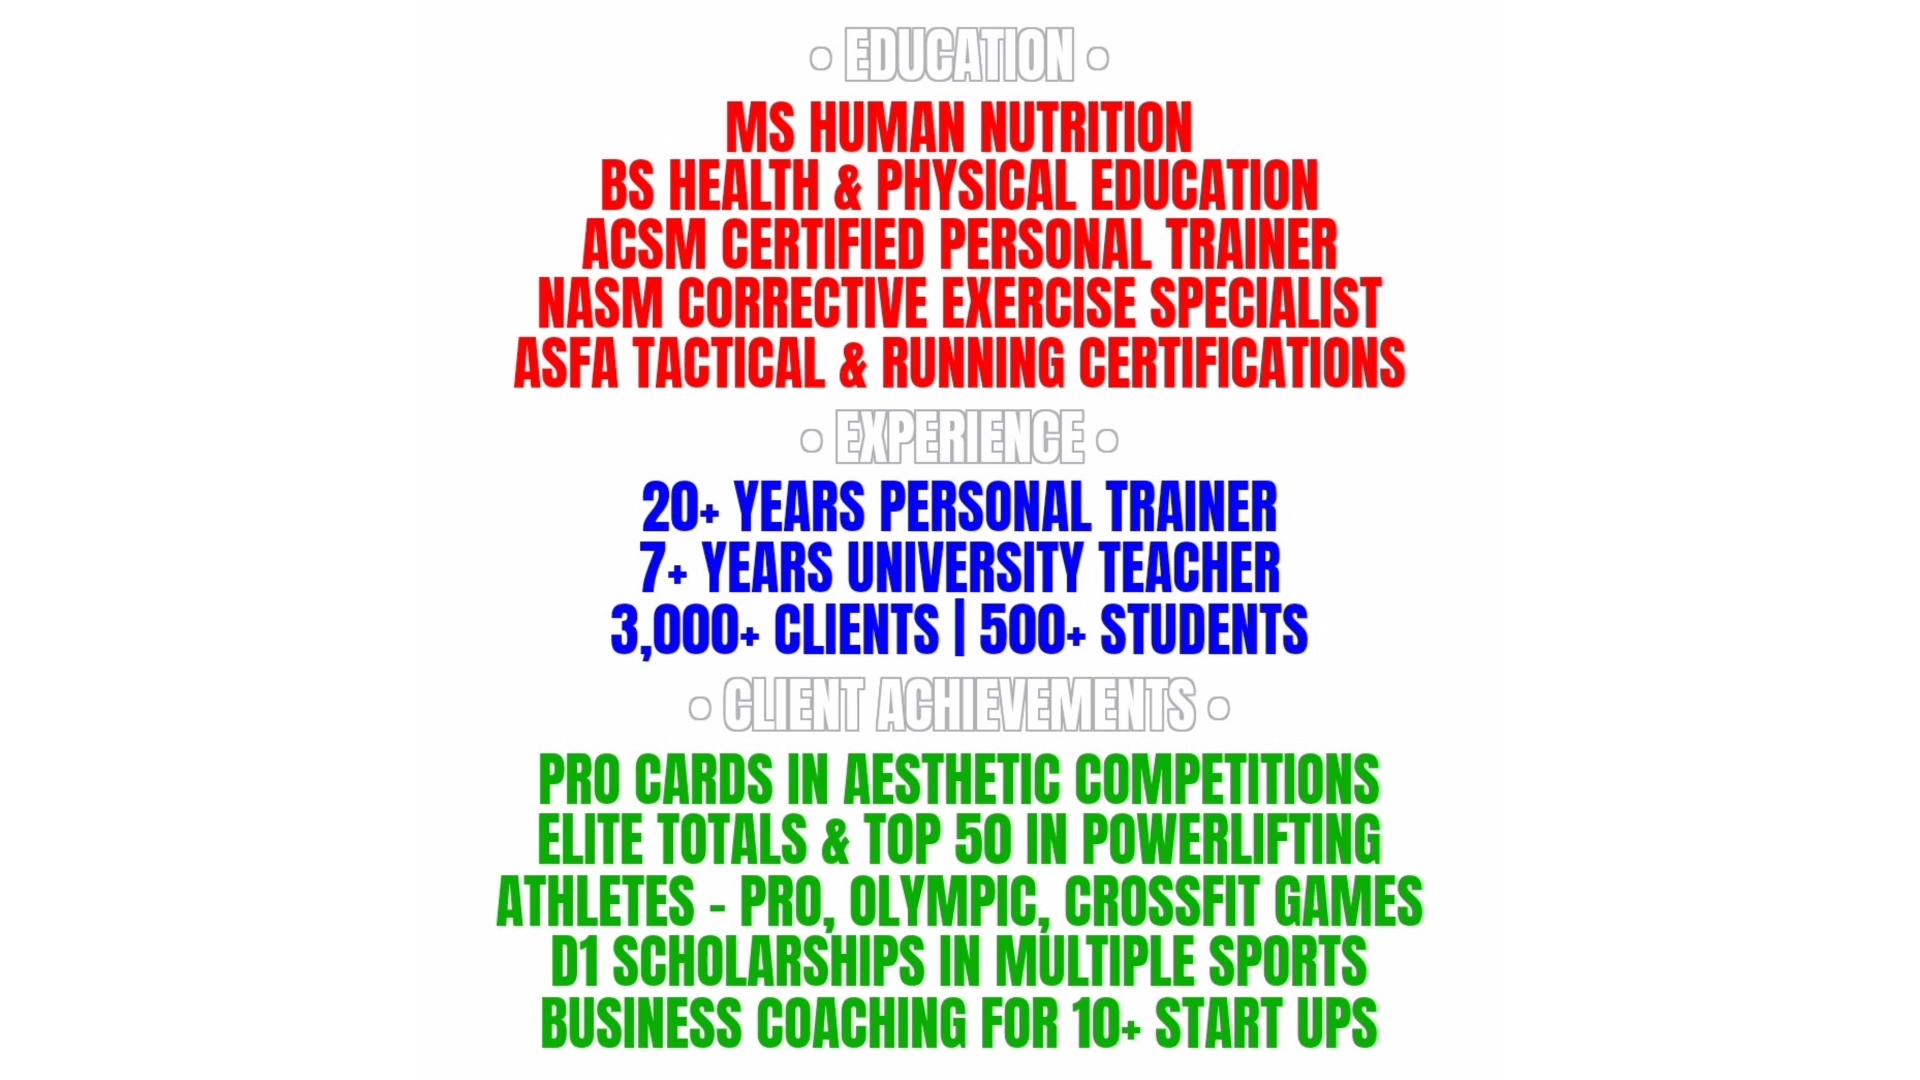 • EDUCATION •
MS HUMAN NUTRITION
BS HEALTH & PHYSICAL EDUCATION
ACSM CERTIFIED PERSONAL TRAINER
NASM CORRECTIVE EXERCISE SPECIALIST
ASFA TACTICAL & RUNNING CERTIFICATIONS
• EXPERIENCE •
20+ YEARS PERSONAL TRAINER
7+ YEARS UNIVERSITY TEACHER
3,000+ CLIENTS | 500+ STUDENTS
• CLIENT ACHIEVEMENTS •
PRO CARDS IN AESTHETIC COMPETITIONS
ELITE TOTALS & TOP 50 IN POWERLIFTING
ATHLETES - PRO, OLYMPIC, CROSSFIT GAMES
D1 SCHOLARSHIPS IN MULTIPLE SPORTS
BUSINESS COACHING FOR 10+ START UPS